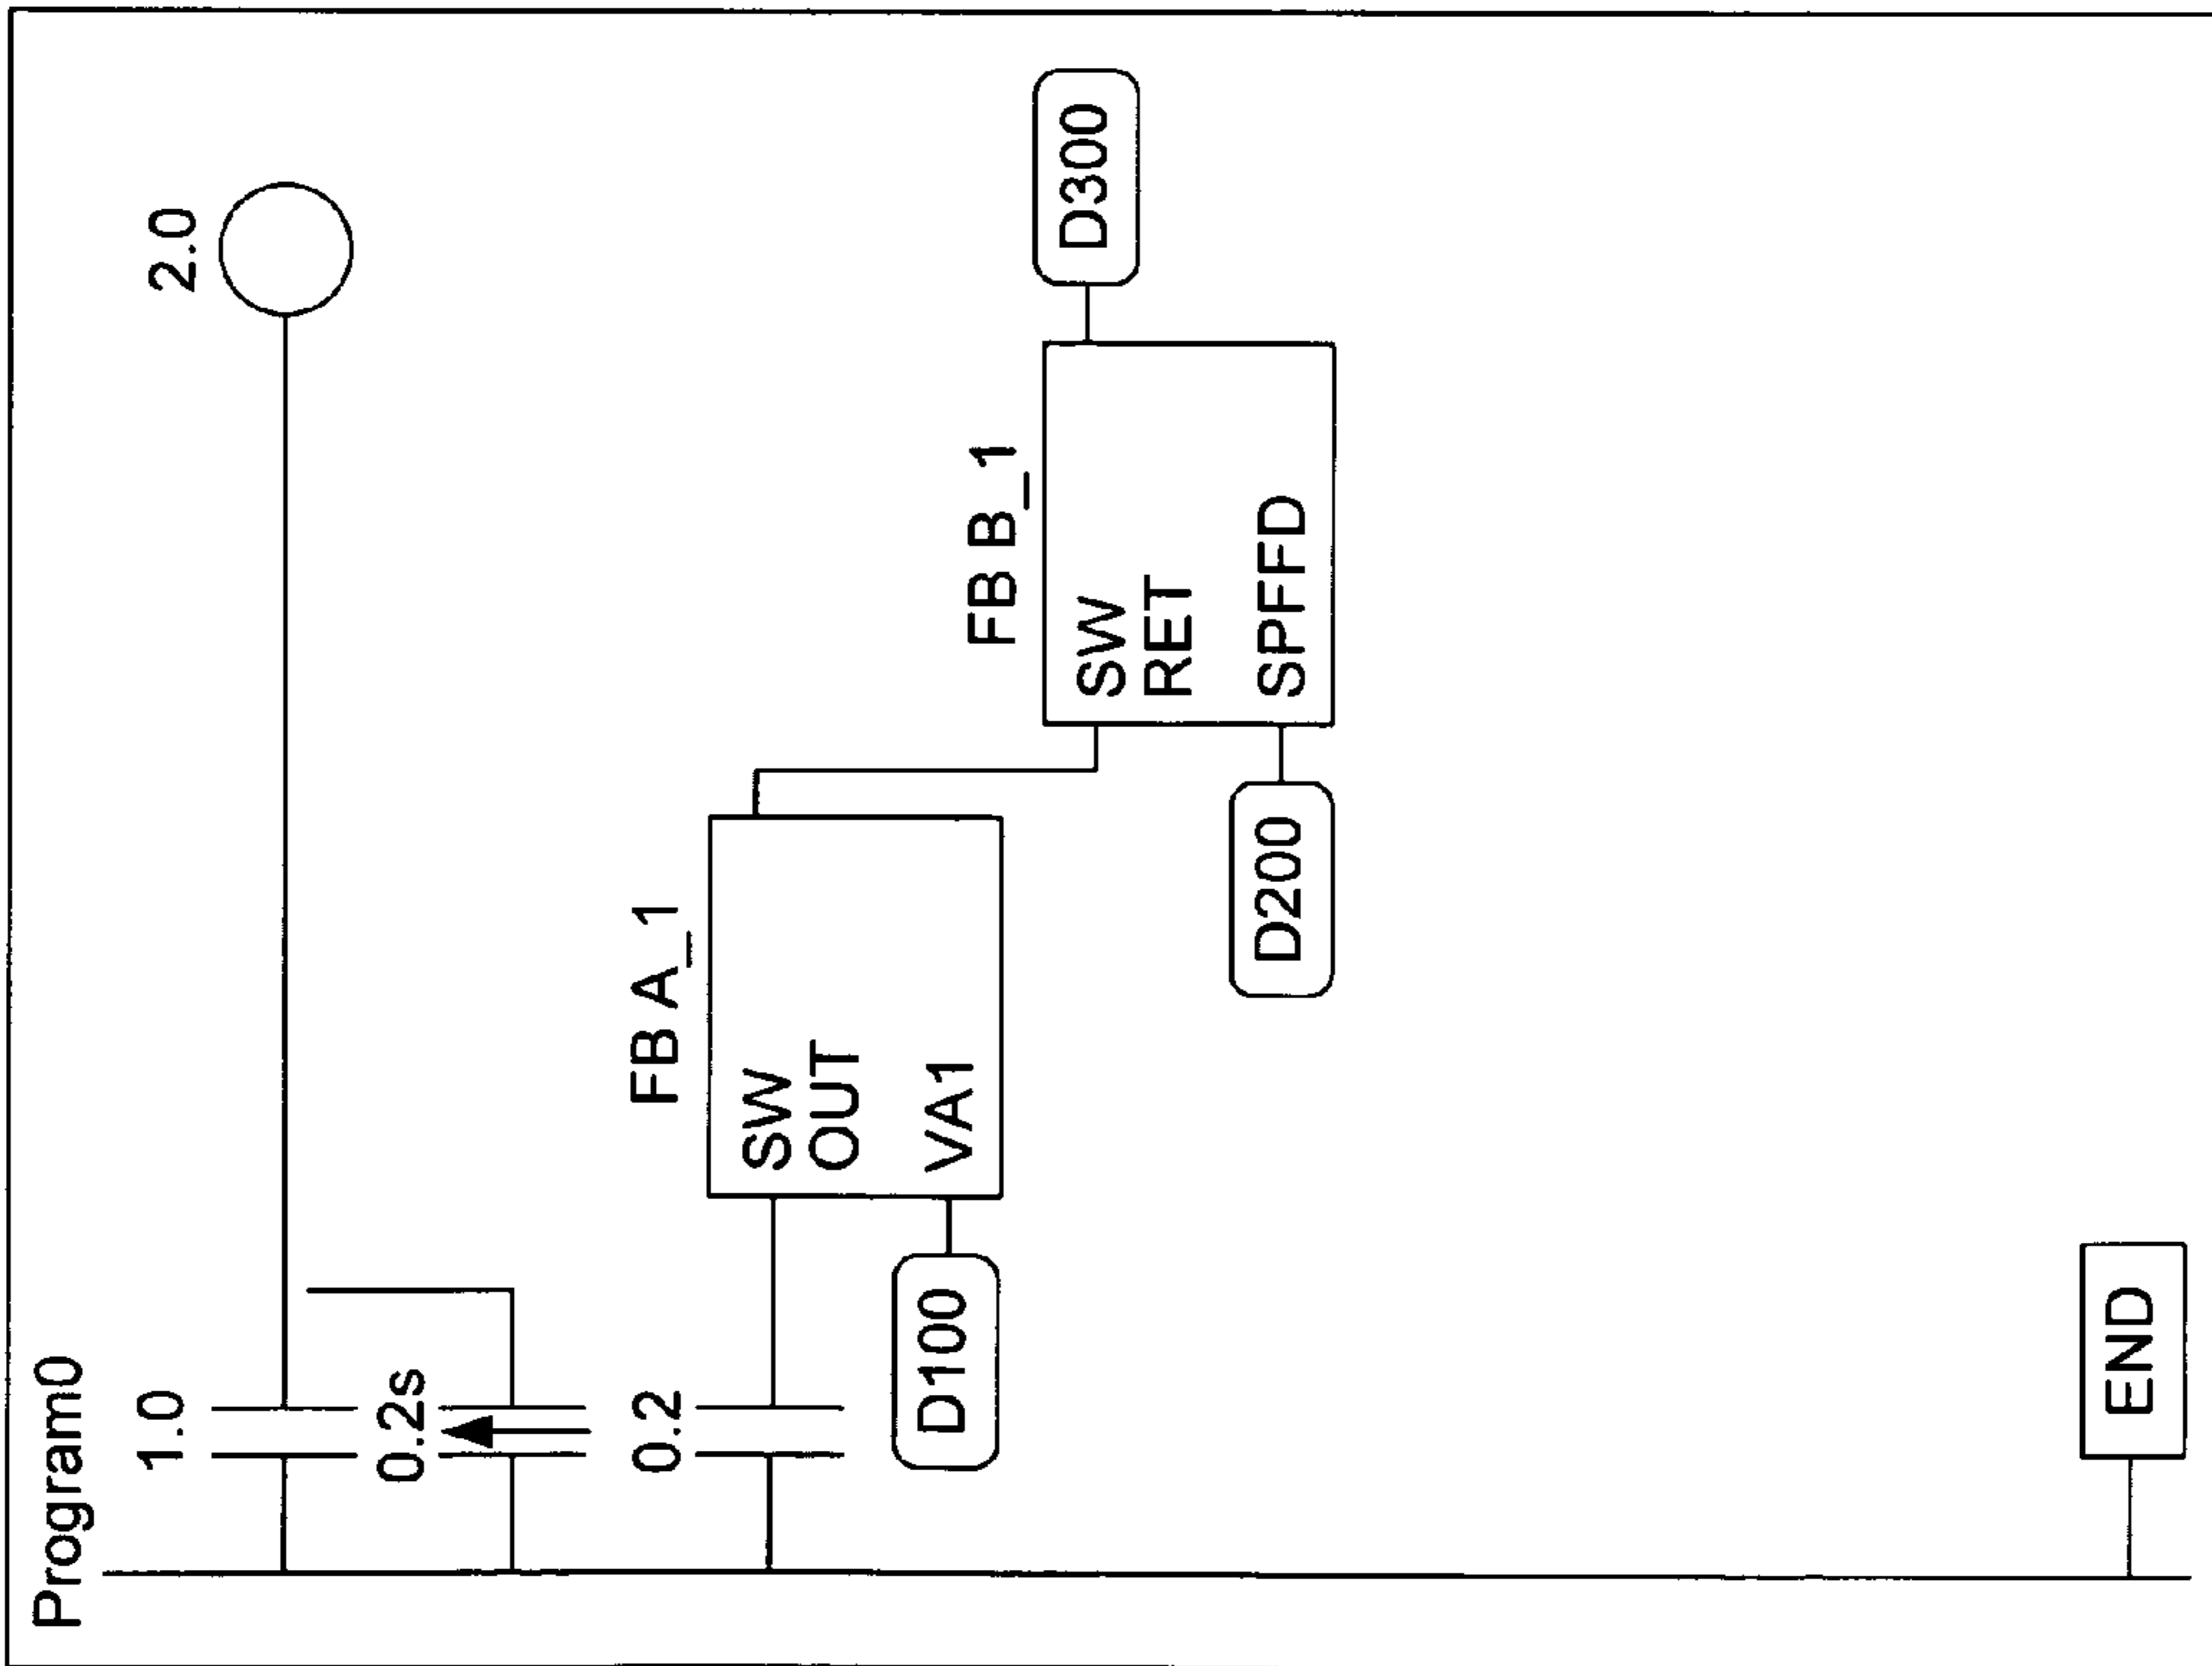 Program0
1.0
2.0
0.2s
0.2
FB A_1
SW
OUT
VA1
D100
FB B_1
SW
RET
SPFFD
D300
D200
END